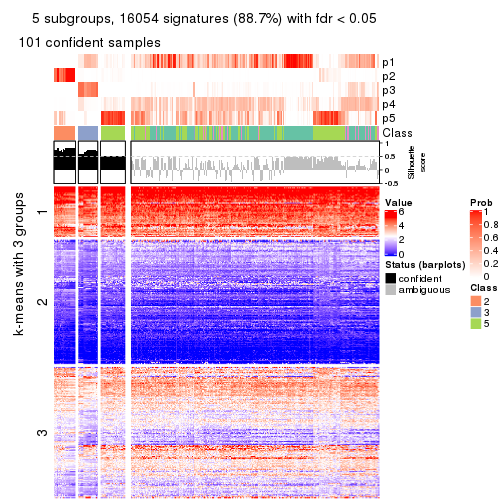 5 subgroups, 16054 signatures (88.7%) with fdr < 0.05
101 confident samples
p1
p2
p3
p4
p5
Class
1
0.5
0
-0.5
Silhouette
score
k-means with 3 groups
1
2
3
Value
6
4
2
0
Status (barplots)
confident
ambiguous
Prob
1
0.8
0.6
0.4
0.2
0
Class
2
3
5